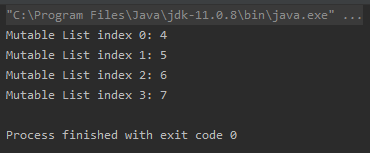 "C:\Program Files\Java\jdk-11.0.8\bin\java.exe" ...
Mutable List index 0: 4
Mutable List index 1: 5
Mutable List index 2: 6
Mutable List index 3: 7
Process finished with exit code 0